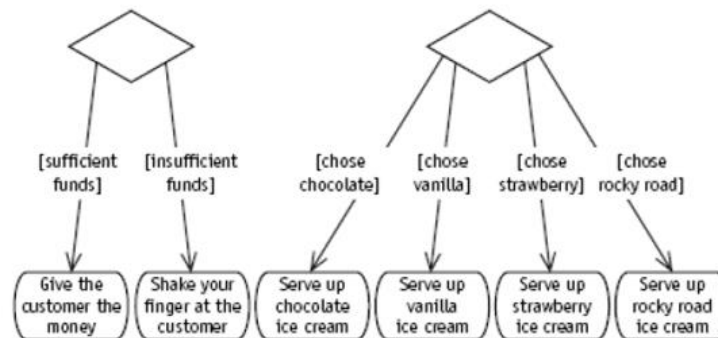 [sufficient
funds]
[insufficient
funds]
[chose
chocolate]
[chose
vanilla]
[chose
strawberry]
[chose
rocky road]
Give the
customer the
money
Shake your
finger at the
customer
Serve up
chocolate
ice cream
Serve up
vanilla
ice cream
Serve up
strawberry
ice cream
Serve up
rocky road
ice cream